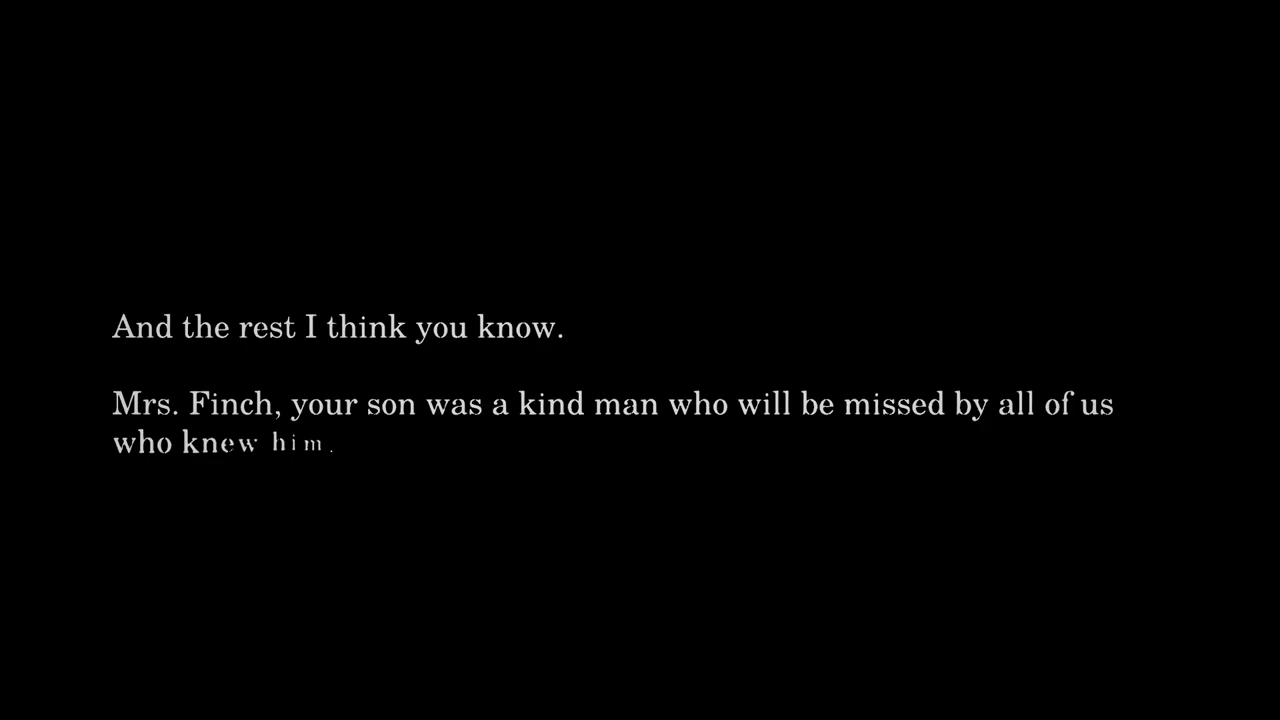 And the rest I think you know.
Mrs. Finch, your son was a kind man who will be missed by all of us
who knew him.